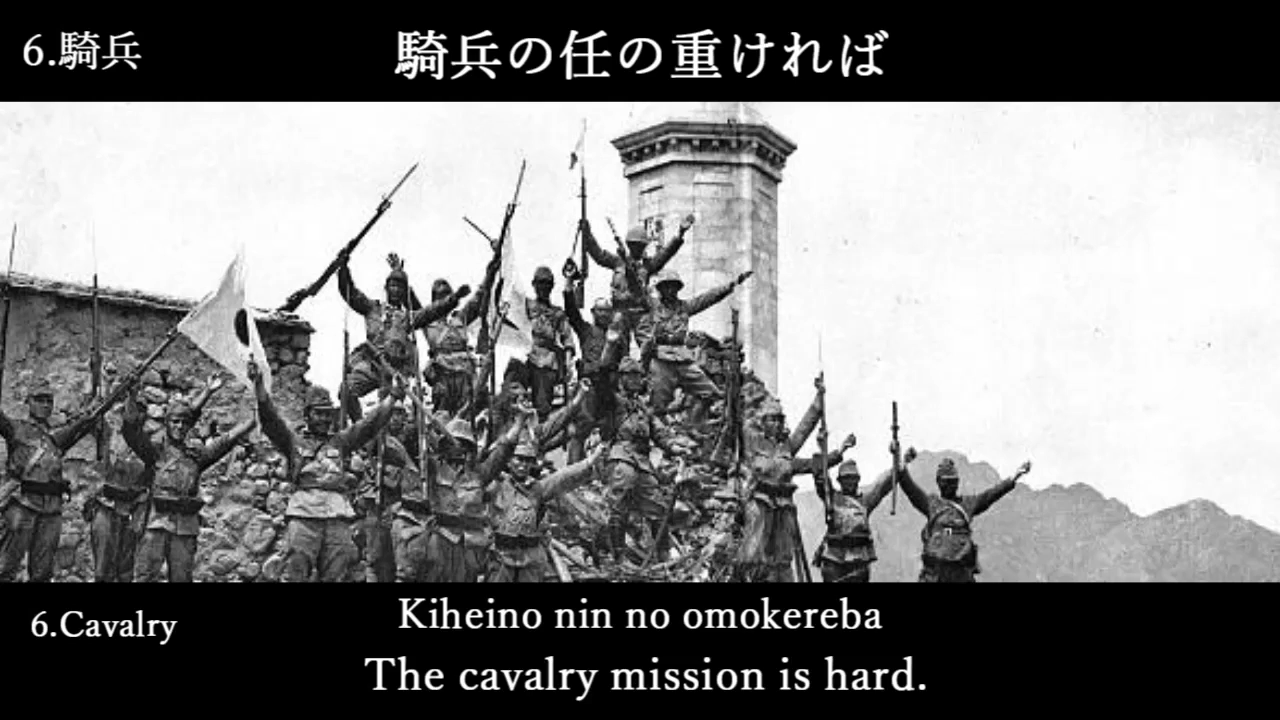 6.騎兵
騎兵の任の重ければ
Kiheino nin no omokereba
6.Cavalry
The cavalry mission is hard.